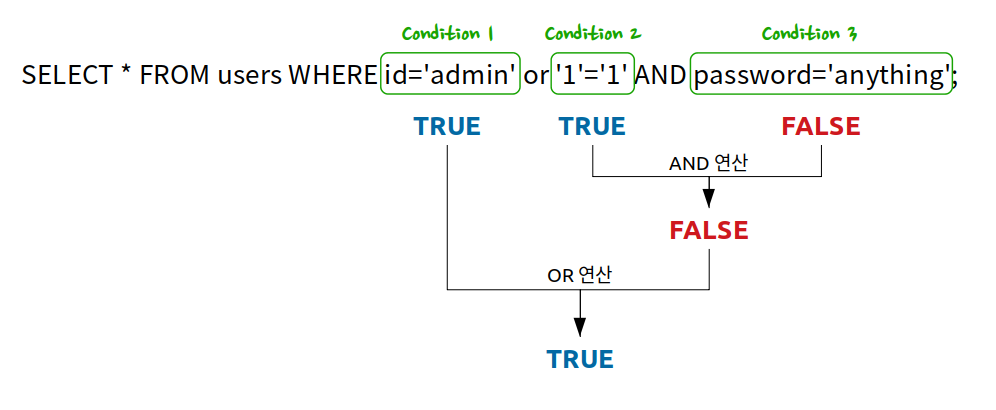 Condition 1 Condition 2 Condition 3
SELECT * FROM users WHERE id='admin' or '1'='1' AND password='anything';
TRUE TRUE FALSE
AND 연산
FALSE
OR 연산
TRUE